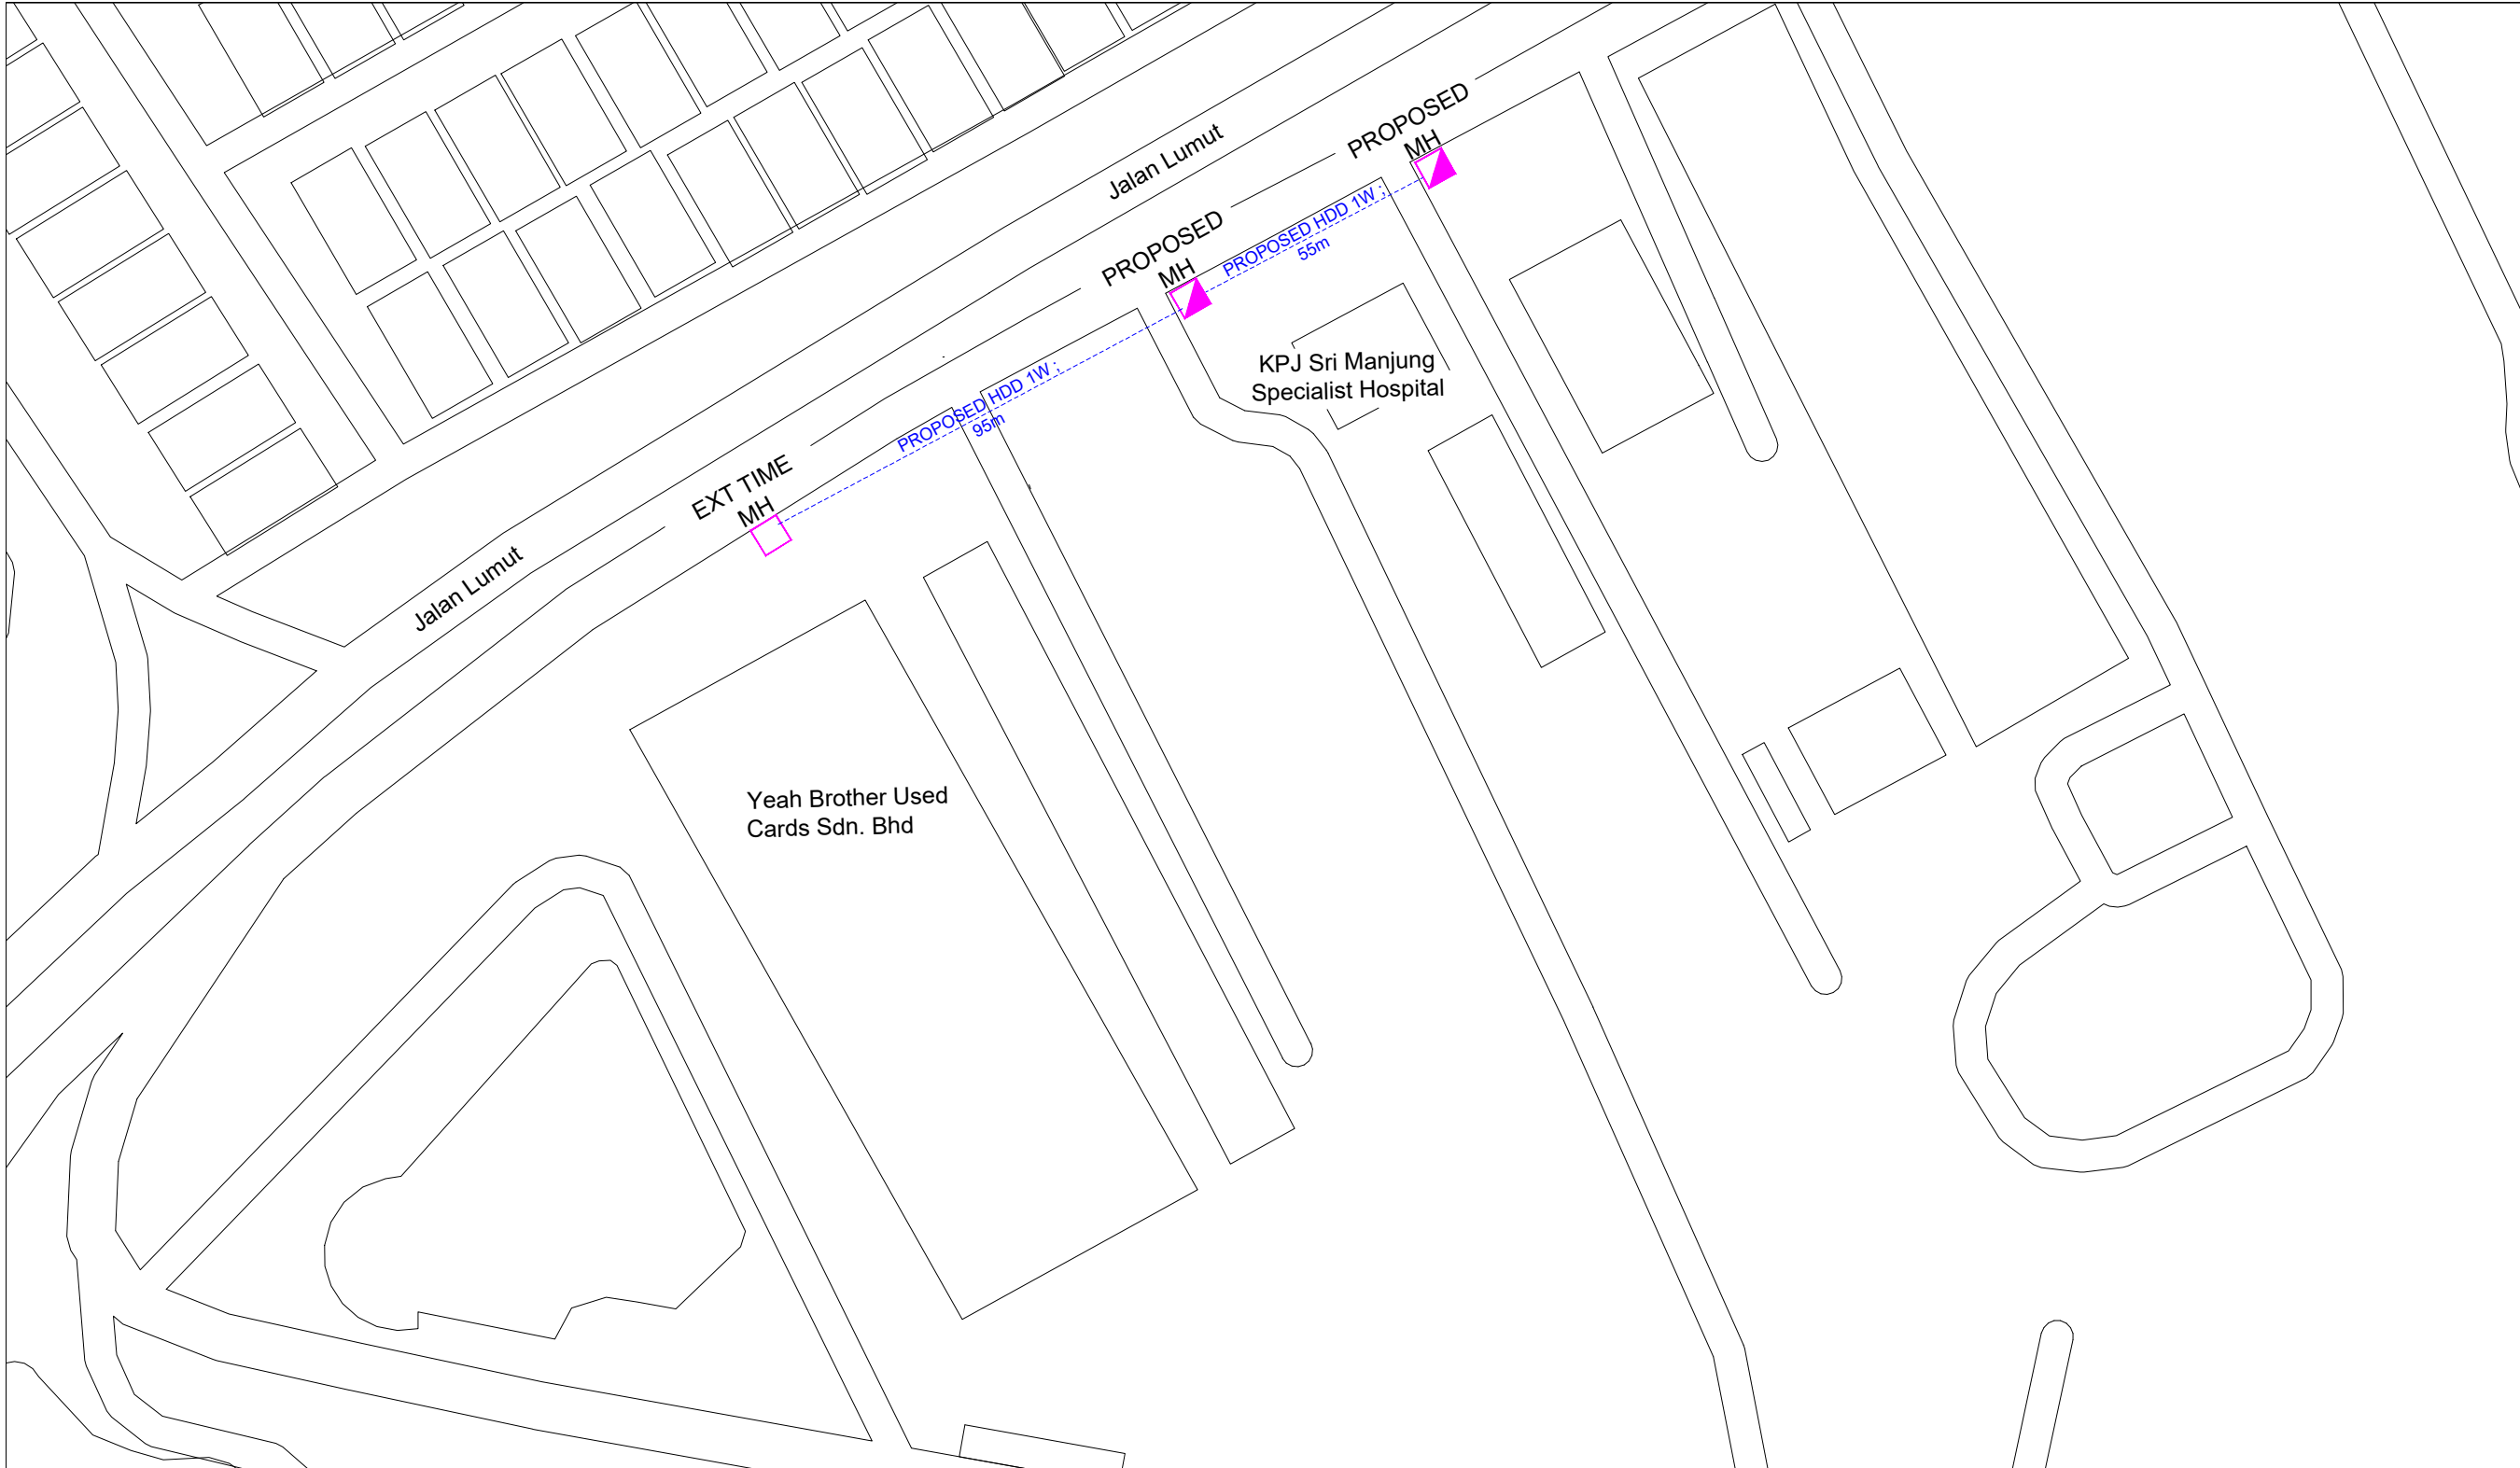 PROPOSED
MH
Jalan Lumut
PROPOSED HDD 1W ;
55m
PROPOSED
MH
KPJ Sri Manjung
Specialist Hospital
PROPOSED HDD 1W ;
95m
EXT TIME
MH
Jalan Lumut
Yeah Brother Used
Cards Sdn. Bhd